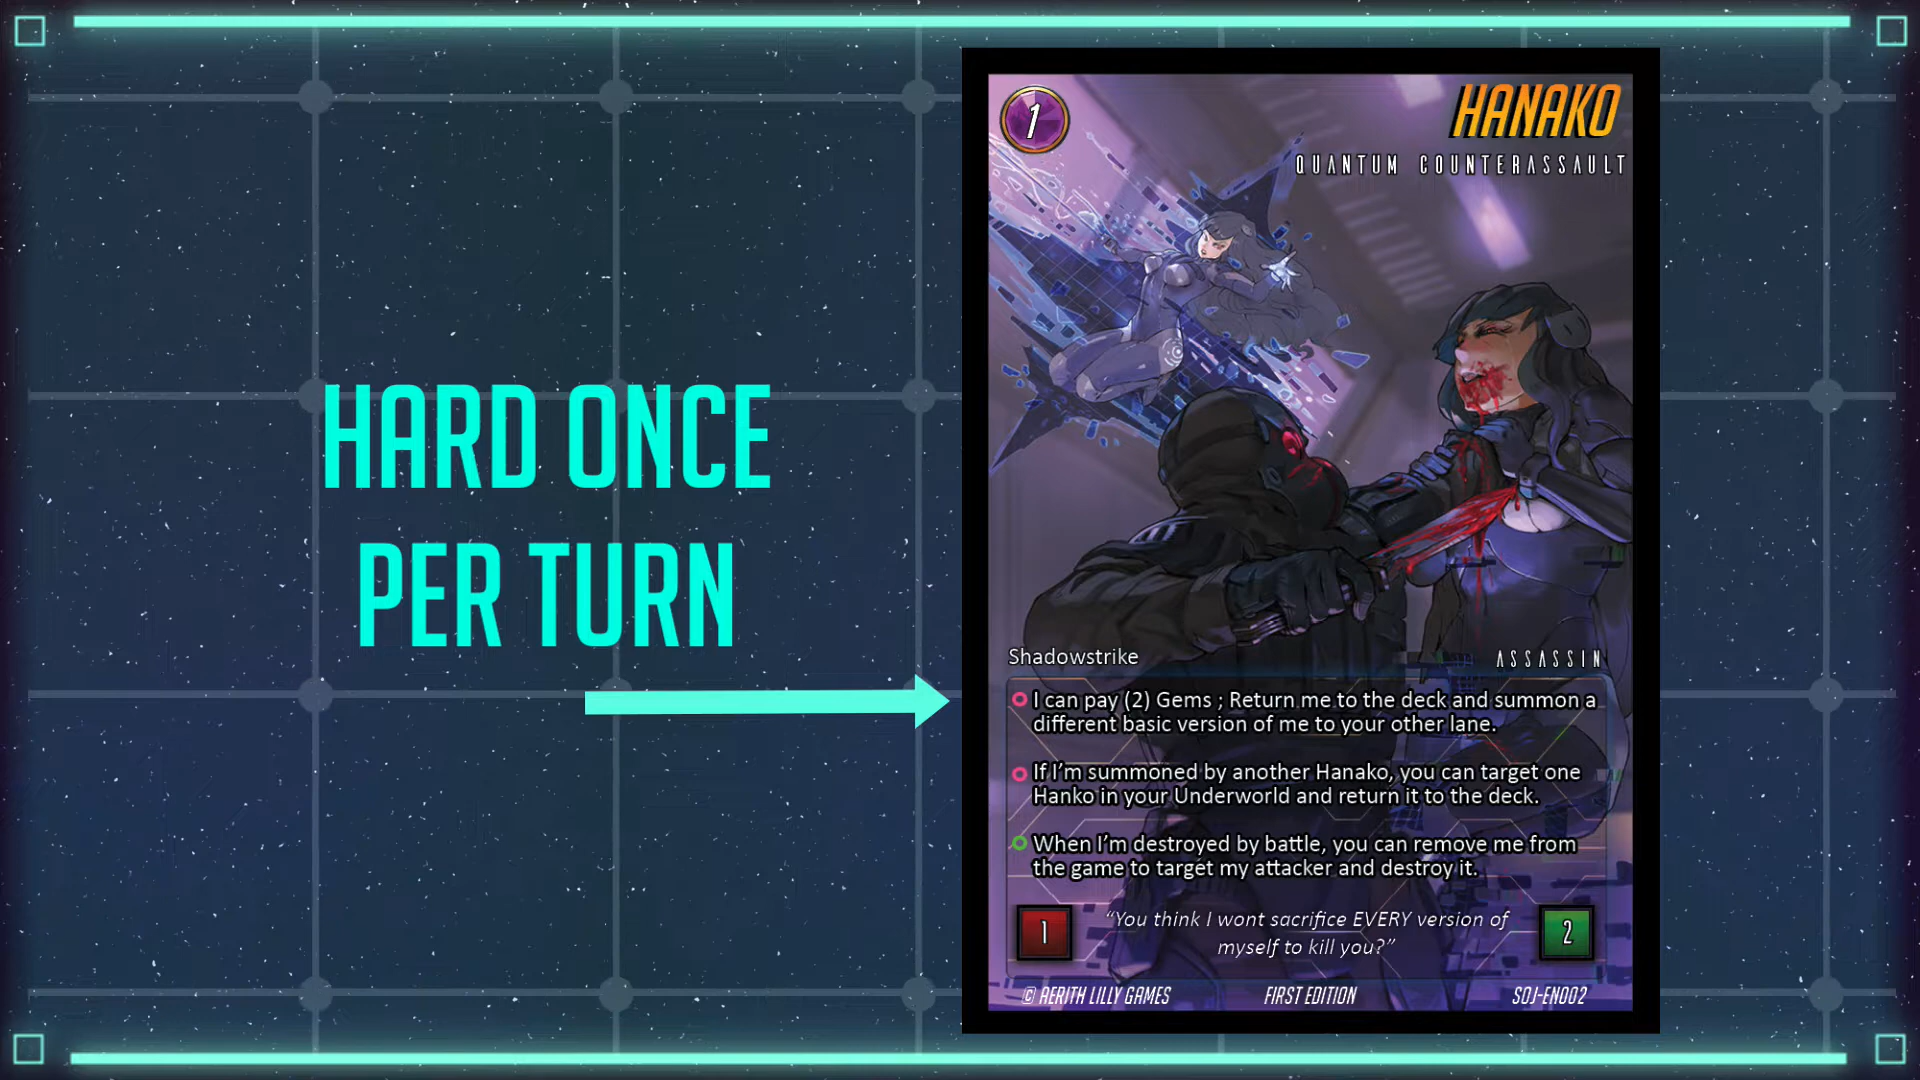 HARD ONCE
PER TURN
1
HANAKO
QUANTUM COUNTERASSAULT
Shadowstrike
ASSASSIN
I can pay (2) Gems ; Return me to the deck and summon a
different basic version of me to your other lane.
If I'm summoned by another Hanako, you can target one
Hanko in your Underworld and return it to the deck.
When I'm destroyed by battle, you can remove me from
the game to target my attacker and destroy it.
1
"You think I wont sacrifice EVERY version of
myself to kill you?"
2
© AERITH LILLY GAMES
FIRST EDITION
SOJ-EN002